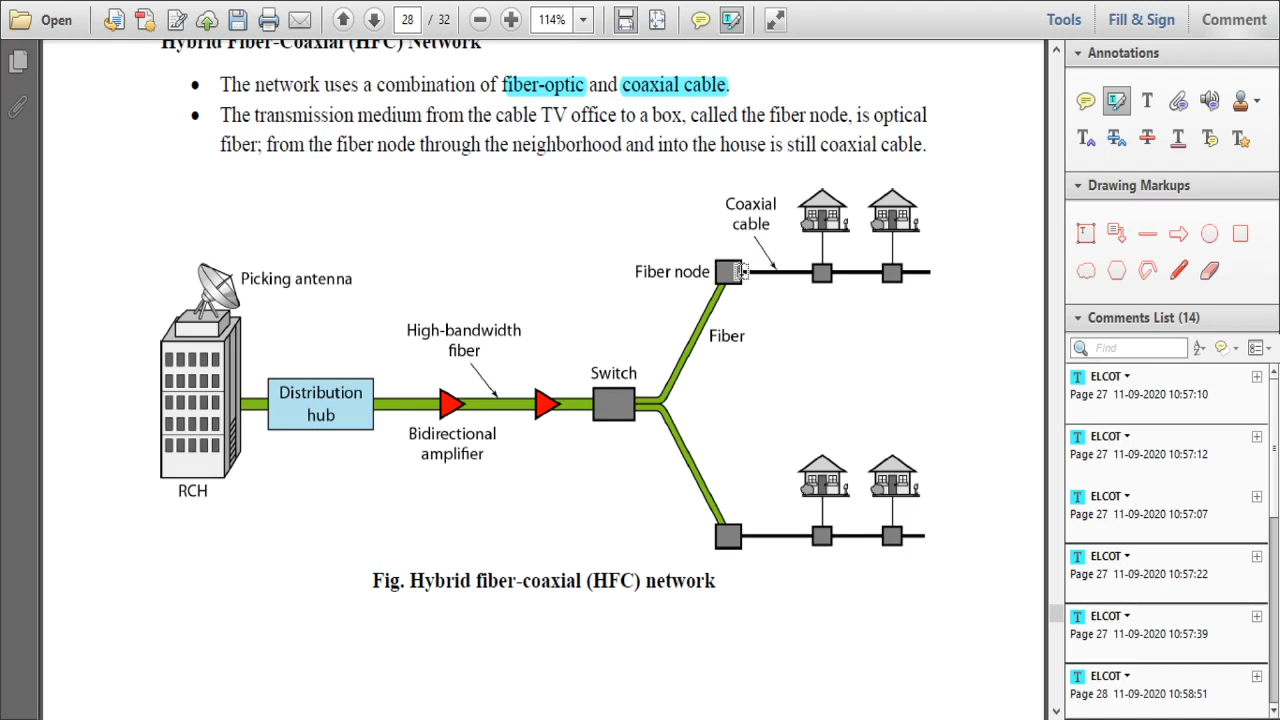 Open
28
/ 32
114%
Tools
Fill & Sign
Comment
Hybrid Fiber-Coaxial (HFC) Network
• The network uses a combination of fiber-optic and coaxial cable.
• The transmission medium from the cable TV office to a box, called the fiber node, is optical
fiber; from the fiber node through the neighborhood and into the house is still coaxial cable.
Coaxial
cable
Fiber node
Picking antenna
High-bandwidth
fiber
Fiber
Switch
Distribution
hub
Bidirectional
amplifier
RCH
Fig. Hybrid fiber-coaxial (HFC) network
Annotations
T
T
T
T
T
T
T
Drawing Markups
T
Comments List (14)
Find
T ELCOT
Page 27 11-09-2020 10:57:10
T ELCOT
Page 27 11-09-2020 10:57:12
T ELCOT
Page 27 11-09-2020 10:57:07
T ELCOT
Page 27 11-09-2020 10:57:22
T ELCOT
Page 27 11-09-2020 10:57:39
T ELCOT
Page 28 11-09-2020 10:58:51